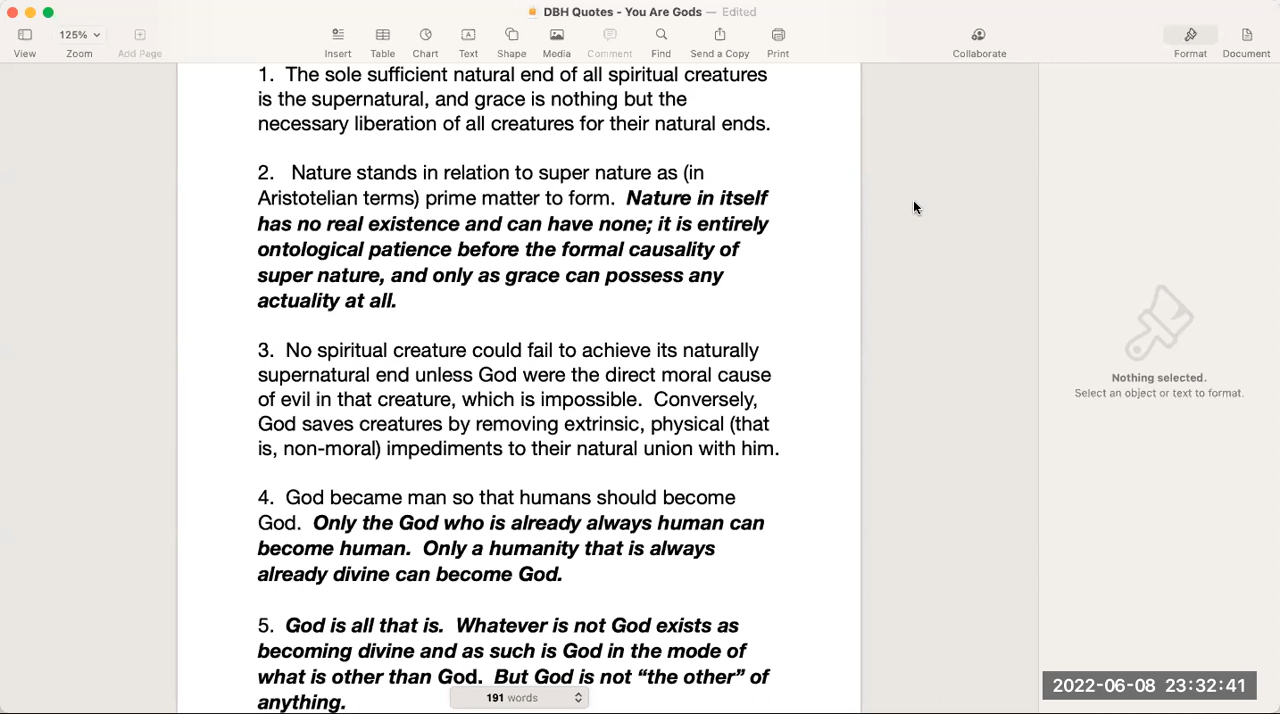 DBH Quotes - You Are Gods — Edited
125%
View
Zoom
Add Page
Insert
Table
Chart
Text
Shape
Media
Comment
Find
Send a Copy
Print
Collaborate
Format
Document
1. The sole sufficient natural end of all spiritual creatures
is the supernatural, and grace is nothing but the
necessary liberation of all creatures for their natural ends.
2. Nature stands in relation to super nature as (in
Aristotelian terms) prime matter to form. Nature in itself
has no real existence and can have none; it is entirely
ontological patience before the formal causality of
super nature, and only as grace can possess any
actuality at all.
3. No spiritual creature could fail to achieve its naturally
supernatural end unless God were the direct moral cause
of evil in that creature, which is impossible. Conversely,
God saves creatures by removing extrinsic, physical (that
is, non-moral) impediments to their natural union with him.
4. God became man so that humans should become
God. Only the God who is already always human can
become human. Only a humanity that is always
already divine can become God.
5. God is all that is. Whatever is not God exists as
becoming divine and as such is God in the mode of
what is other than God. But God is not “the other” of
anything.
191 words
Nothing selected.
Select an object or text to format.
2022-06-08 23:32:41